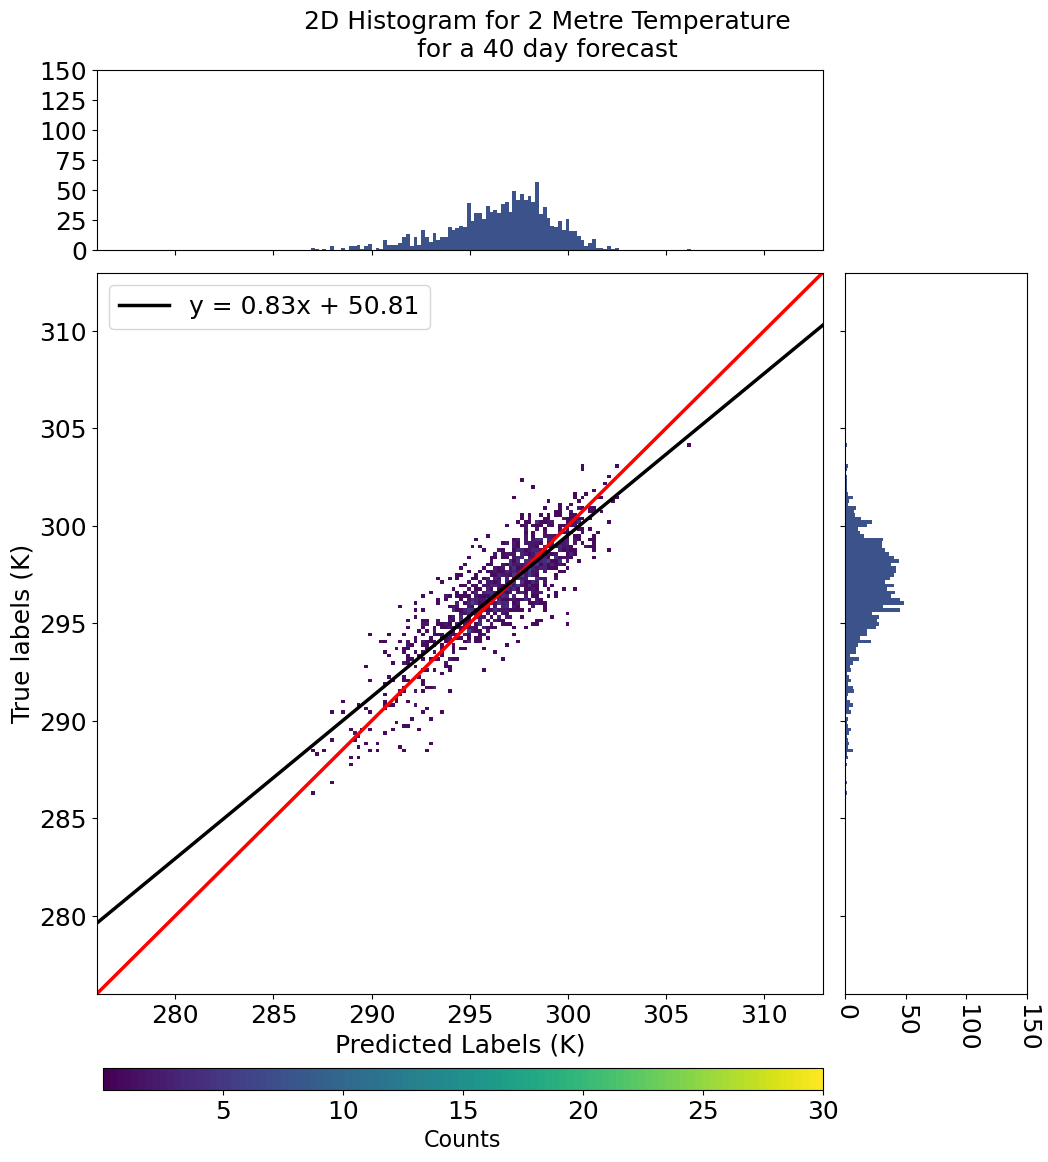 2D Histogram for 2 Metre Temperature
for a 40 day forecast
150
125
100
75
50
25
0
y = 0.83x + 50.81
310
305
300
295
290
285
280
True labels (K)
280 285 290 295 300 305 310
Predicted Labels (K)
0 50 100 150
5 10 15 20 25 30
Counts